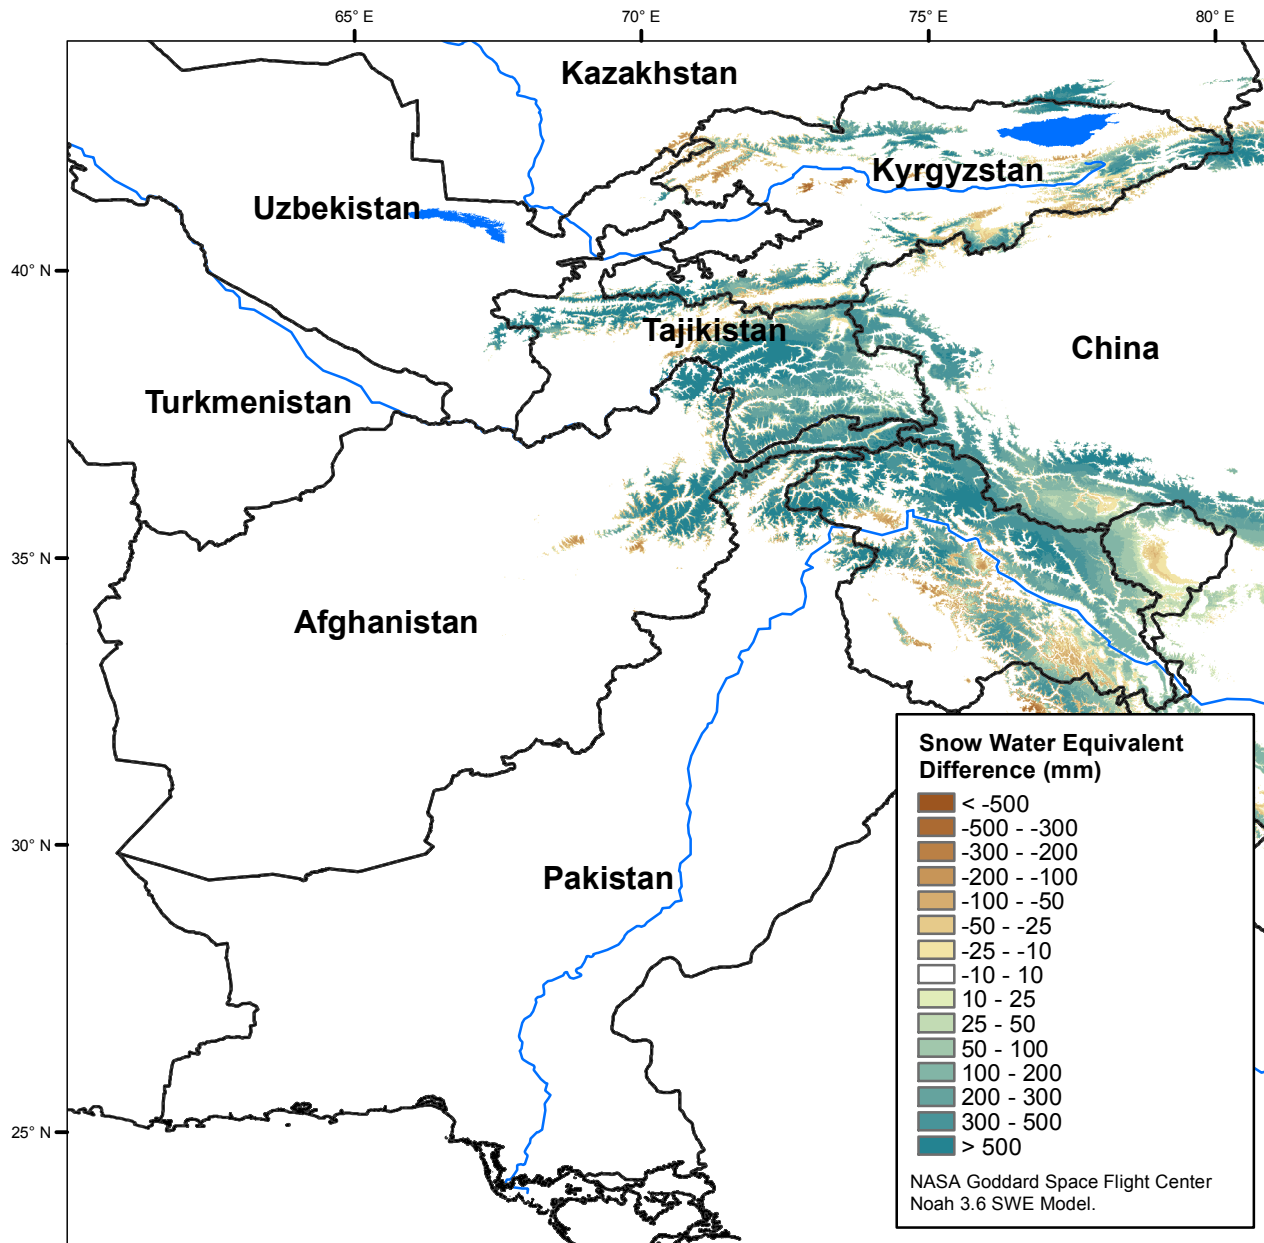 65° E
70° E
75° E
80° E
Kazakhstan
Kyrgyzstan
Uzbekistan
40° N
Tajikistan
China
Turkmenistan
35° N
Afghanistan
Snow Water Equivalent
Difference (mm)
< -500
-500 - -300
-300 - -200
-200 - -100
-100 - -50
-50 - -25
-25 - -10
-10 - 10
10 - 25
25 - 50
50 - 100
100 - 200
200 - 300
300 - 500
> 500
30° N
Pakistan
25° N
NASA Goddard Space Flight Center
Noah 3.6 SWE Model.